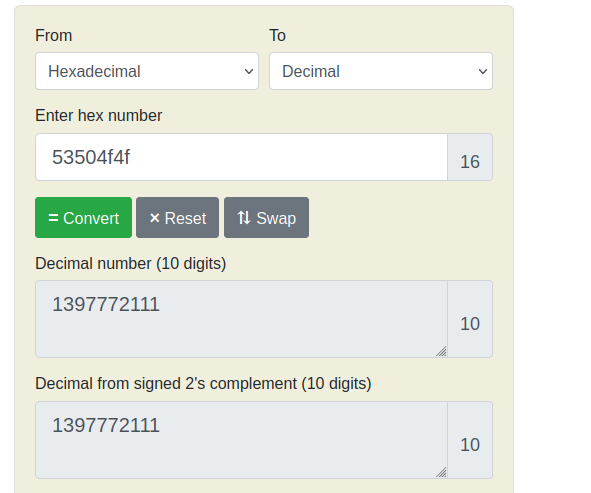 From To
Hexadecimal Decimal
Enter hex number
53504f4f 16
= Convert × Reset ⇅ Swap
Decimal number (10 digits)
1397772111 10
Decimal from signed 2's complement (10 digits)
1397772111 10